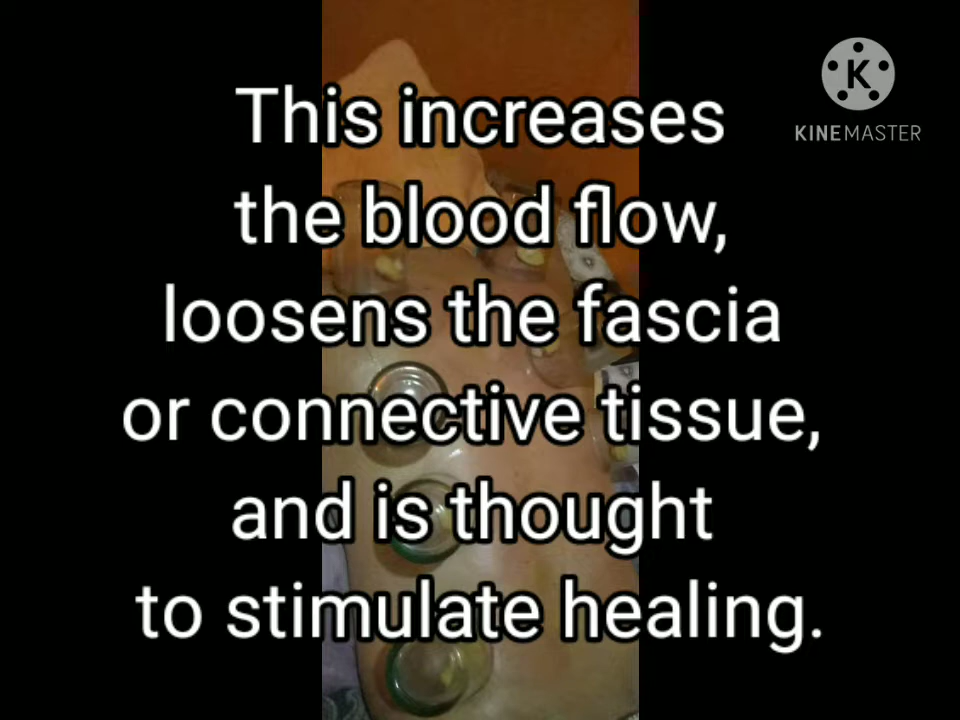 This increases
the blood flow,
loosens the fascia
or connective tissue,
and is thought
to stimulate healing.
K
KINEMASTER